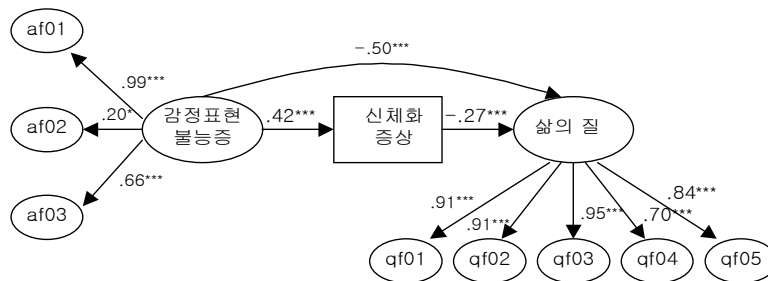 af01
-.50***
.99***
af02
.20*
감정표현
불능증
.42***
신체화
증상
-.27***
삶의 질
.66***
af03
.91***
.91***
.95***
.70***
.84***
qf01
qf02
qf03
qf04
qf05